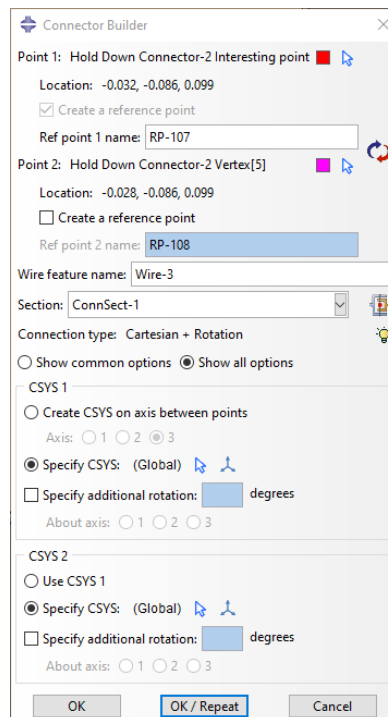 Connector Builder
Point 1: Hold Down Connector-2 Interesting point
Location: -0.032, -0.086, 0.099
Create a reference point
Ref point 1 name: RP-107
Point 2: Hold Down Connector-2 Vertex[5]
Location: -0.028, -0.086, 0.099
Create a reference point
Ref point 2 name: RP-108
Wire feature name: Wire-3
Section: ConnSect-1
Connection type: Cartesian + Rotation
Show common options Show all options
CSYS 1
Create CSYS on axis between points
Axis: 1 2 3
Specify CSYS: (Global)
Specify additional rotation: degrees
About axis: 1 2 3
CSYS 2
Use CSYS 1
Specify CSYS: (Global)
Specify additional rotation: degrees
About axis: 1 2 3
OK OK / Repeat Cancel